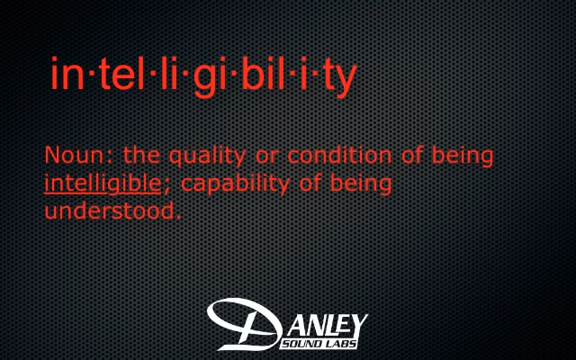 in·tel·li·gi·bil·i·ty
Noun: the quality or condition of being
intelligible; capability of being
understood.
DANLEY
SOUND LABS